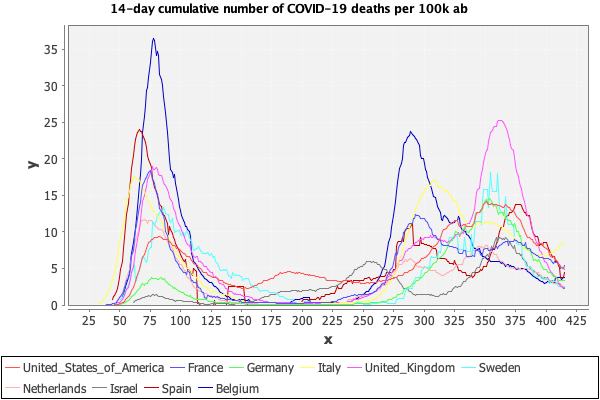 14-day cumulative number of COVID-19 deaths per 100k ab
y
35
30
25
20
15
10
5
0
25 50 75 100 125 150 175 200 225 250 275 300 325 350 375 400 425
x
United_States_of_America France Germany Italy United_Kingdom Sweden
Netherlands Israel Spain Belgium